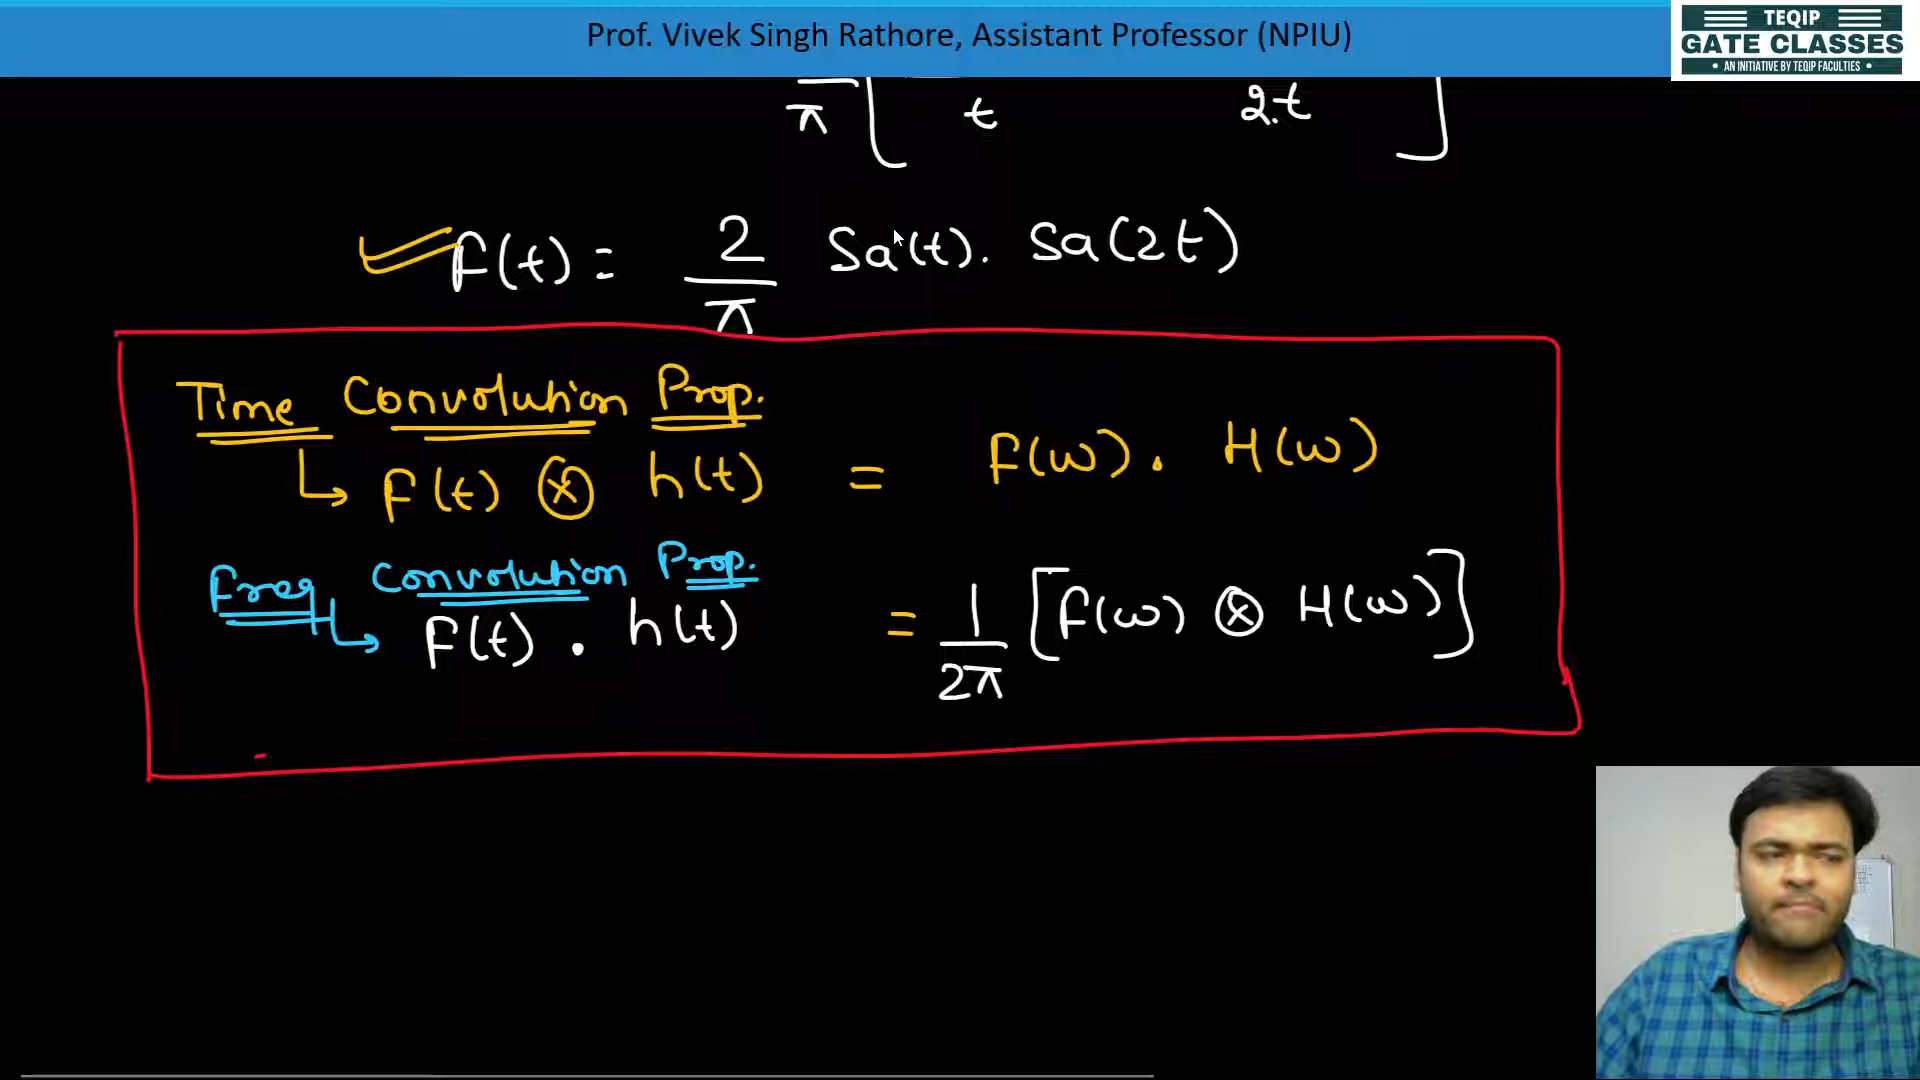 Prof. Vivek Singh Rathore, Assistant Professor (NPIU)
TEQIP
GATE CLASSES
• AN INITIATIVE BY TEQIP FACULTIES •
π [ t 2.t ]
f(t) = 2/π Sa(t). Sa(2t)
Time Convolution Prop.
↳ f(t) ⊗ h(t) = F(ω) . H(ω)
Freq Convolution Prop.
↳ f(t) . h(t) = 1/2π [F(ω) ⊗ H(ω)]